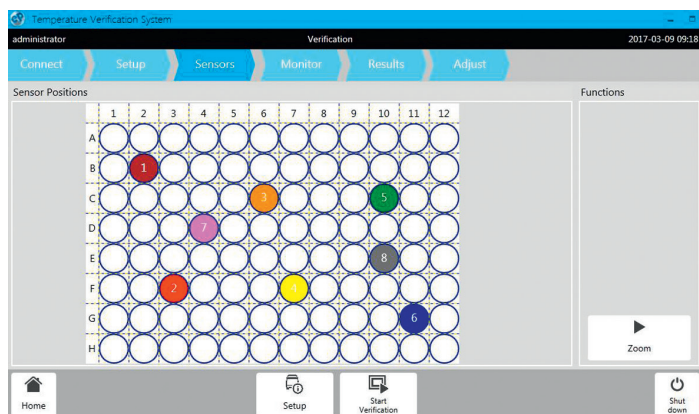 Temperature Verification System
administrator Verification 2017-03-09 09:18
Connect Setup Sensors Monitor Results Adjust
Sensor Positions Functions
1 2 3 4 5 6 7 8 9 10 11 12
A
B 1
C 3 5
D 7
E 8
F 2 4
G 6
H
Zoom
Home Setup Start Verification Shut down